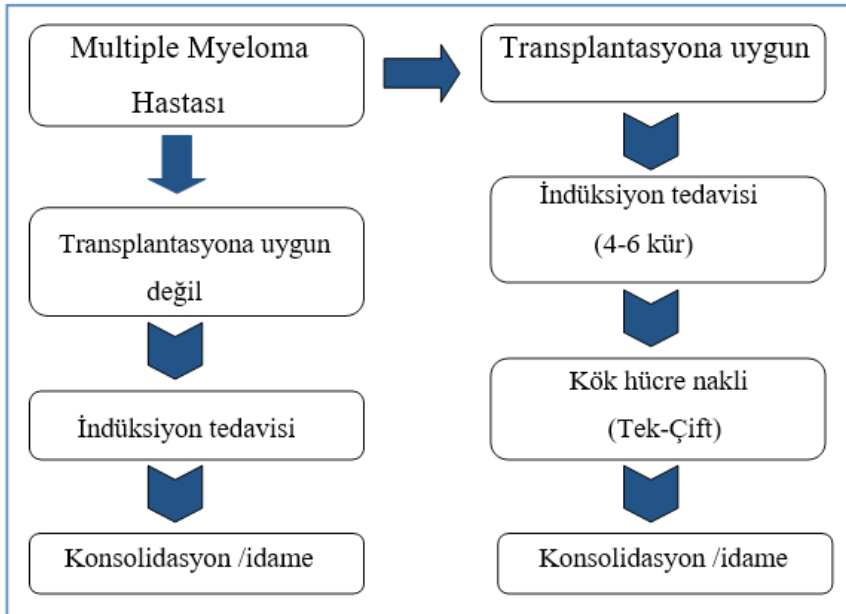 Multiple Myeloma
Hastası
Transplantasyona uygun
Transplantasyona uygun
değil
İndüksiyon tedavisi
Konsolidasyon /idame
İndüksiyon tedavisi
(4-6 kür)
Kök hücre nakli
(Tek-Çift)
Konsolidasyon /idame